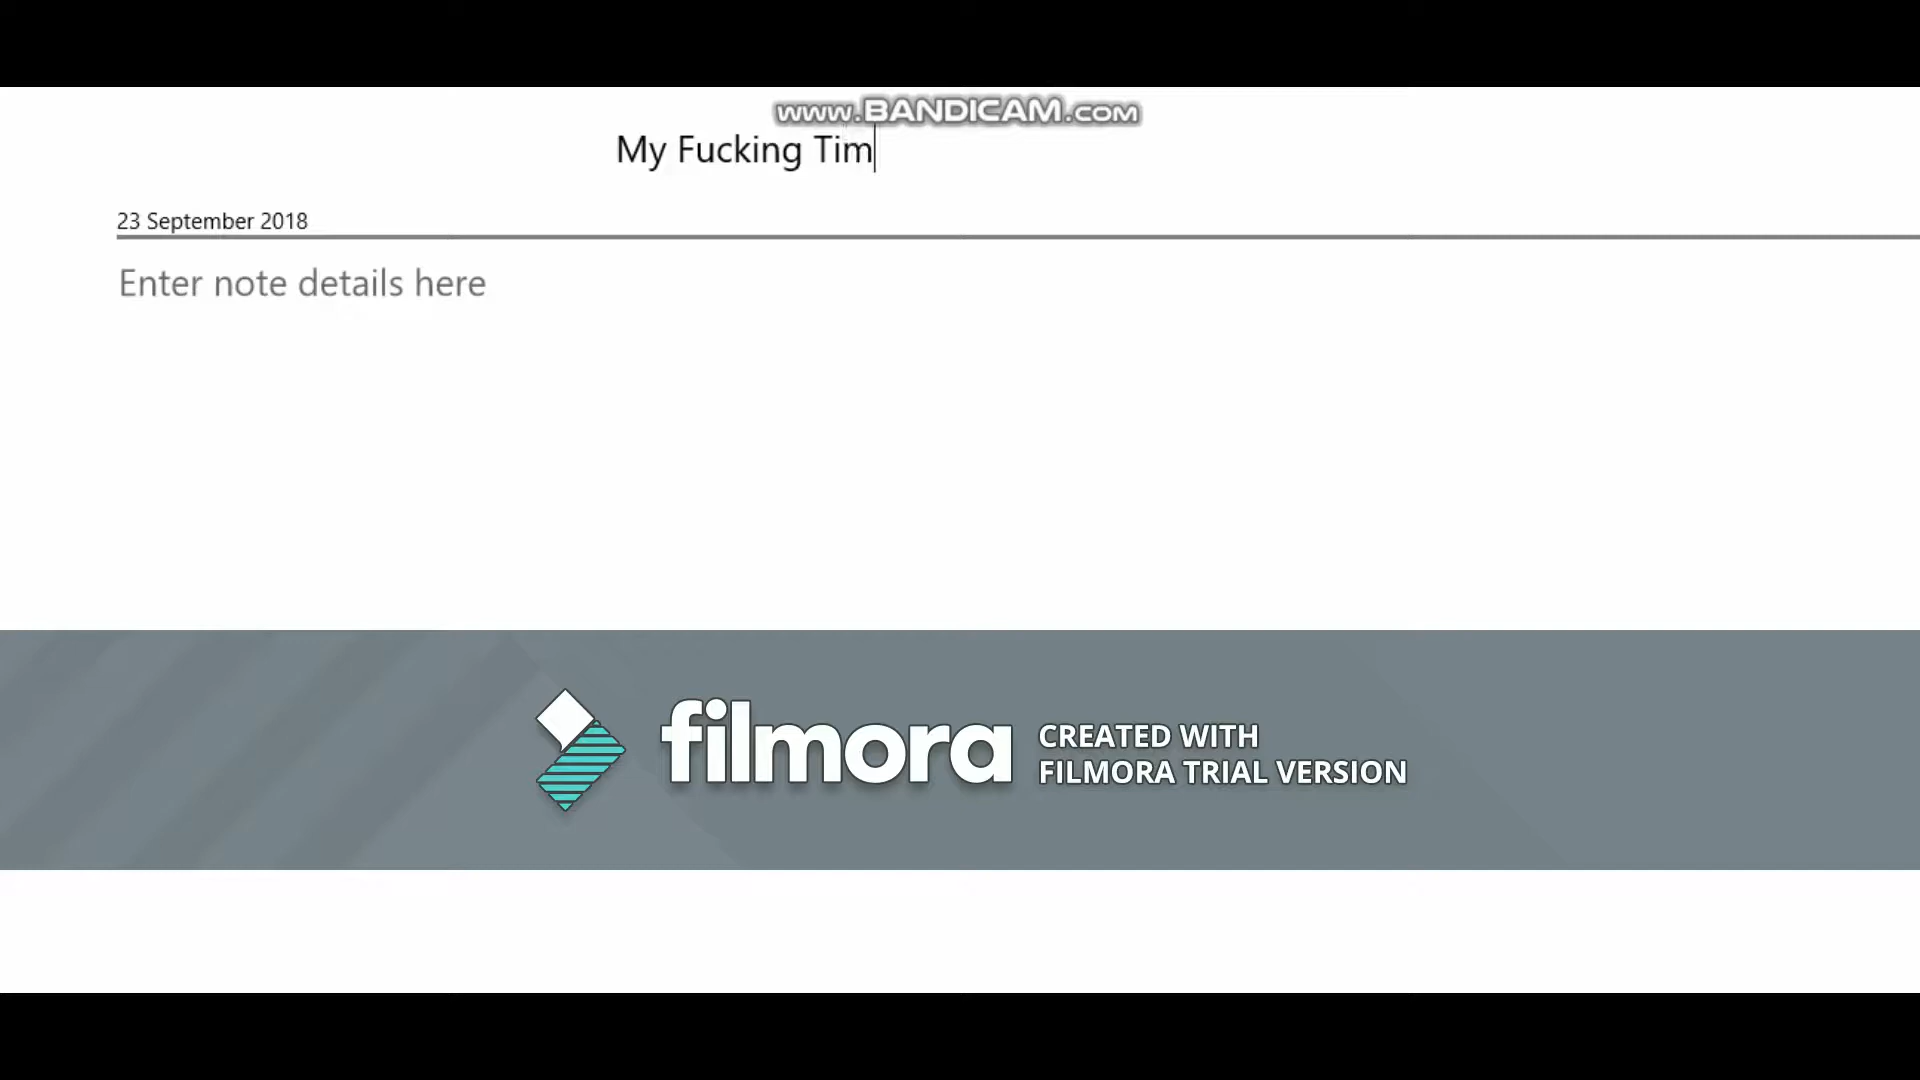 www.BANDICAM.com
My Fucking Tim
23 September 2018
Enter note details here
filmora
CREATED WITH
FILMORA TRIAL VERSION